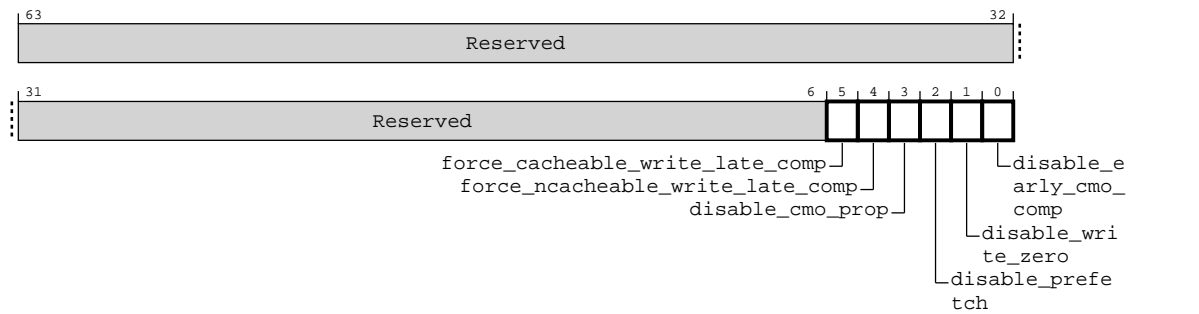 63 32
Reserved
31 6 5 4 3 2 1 0
Reserved
force_cacheable_write_late_comp
force_ncacheable_write_late_comp
disable_cmo_prop
disable_e
arly_cmo_
comp
disable_wri
te_zero
disable_prefe
tch